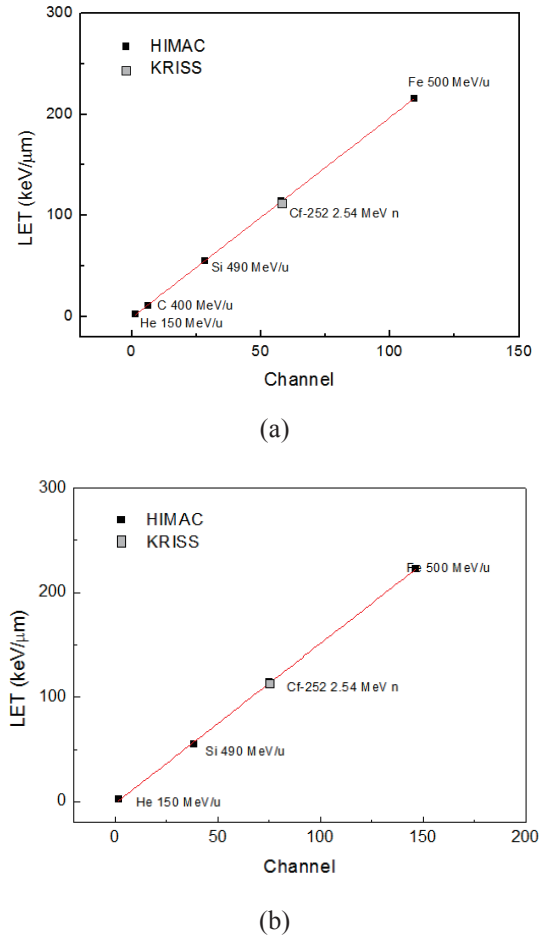 300
200
100
0
LET (keV/μm)
HIMAC
KRISS
Fe 500 MeV/u
Cf-252 2.54 MeV n
Si 490 MeV/u
C 400 MeV/u
He 150 MeV/u
0 50 100 150
Channel
(a)
300
200
100
0
LET (keV/μm)
HIMAC
KRISS
Fe 500 MeV/u
Cf-252 2.54 MeV n
Si 490 MeV/u
He 150 MeV/u
0 50 100 150 200
Channel
(b)